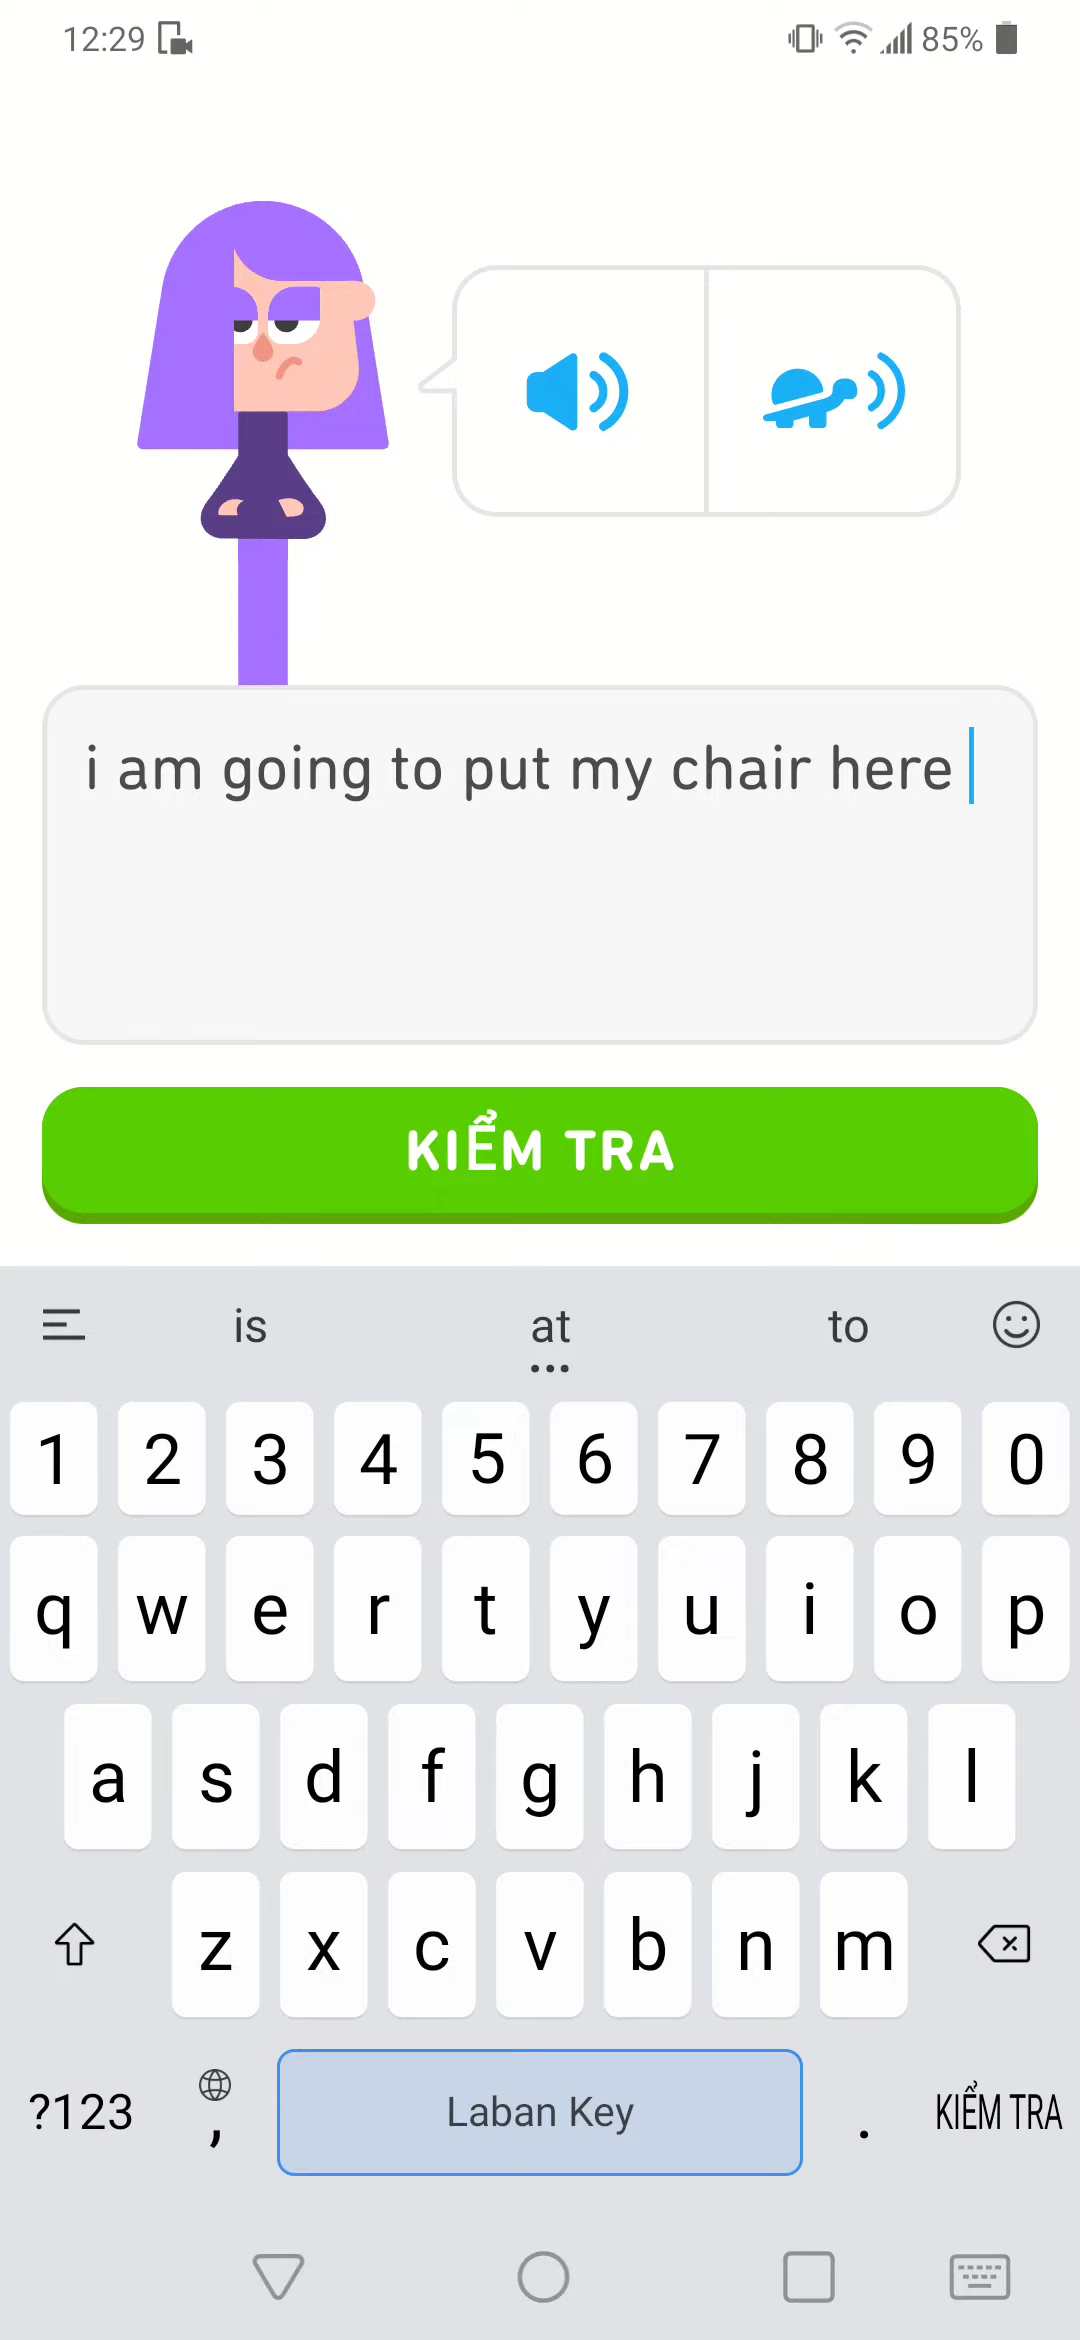 12:29 85%
i am going to put my chair here
KIỂM TRA
is at to
1 2 3 4 5 6 7 8 9 0
q w e r t y u i o p
a s d f g h j k l
z x c v b n m
?123 , Laban Key . KIỂM TRA